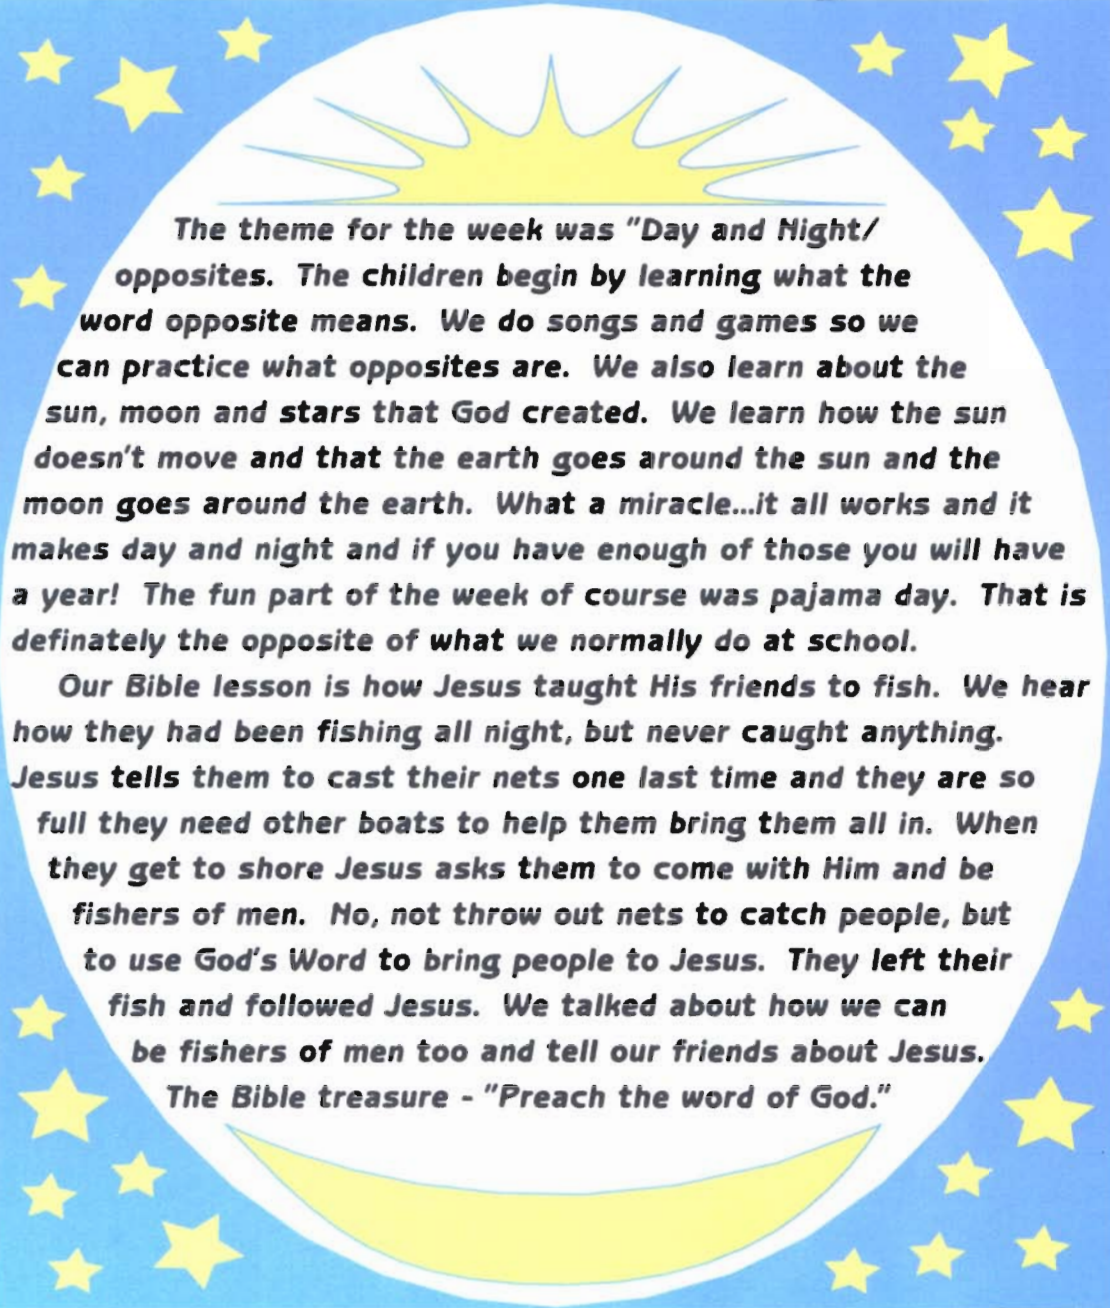 The theme for the week was "Day and Night/
opposites. The children begin by learning what the
word opposite means. We do songs and games so we
can practice what opposites are. We also learn about the
sun, moon and stars that God created. We learn how the sun
doesn't move and that the earth goes around the sun and the
moon goes around the earth. What a miracle...it all works and it
makes day and night and if you have enough of those you will have
a year! The fun part of the week of course was pajama day. That is
definately the opposite of what we normally do at school.
Our Bible lesson is how Jesus taught His friends to fish. We hear
how they had been fishing all night, but never caught anything.
Jesus tells them to cast their nets one last time and they are so
full they need other boats to help them bring them all in. When
they get to shore Jesus asks them to come with Him and be
fishers of men. No, not throw out nets to catch people, but
to use God's Word to bring people to Jesus. They left their
fish and followed Jesus. We talked about how we can
be fishers of men too and tell our friends about Jesus.
The Bible treasure - "Preach the word of God."